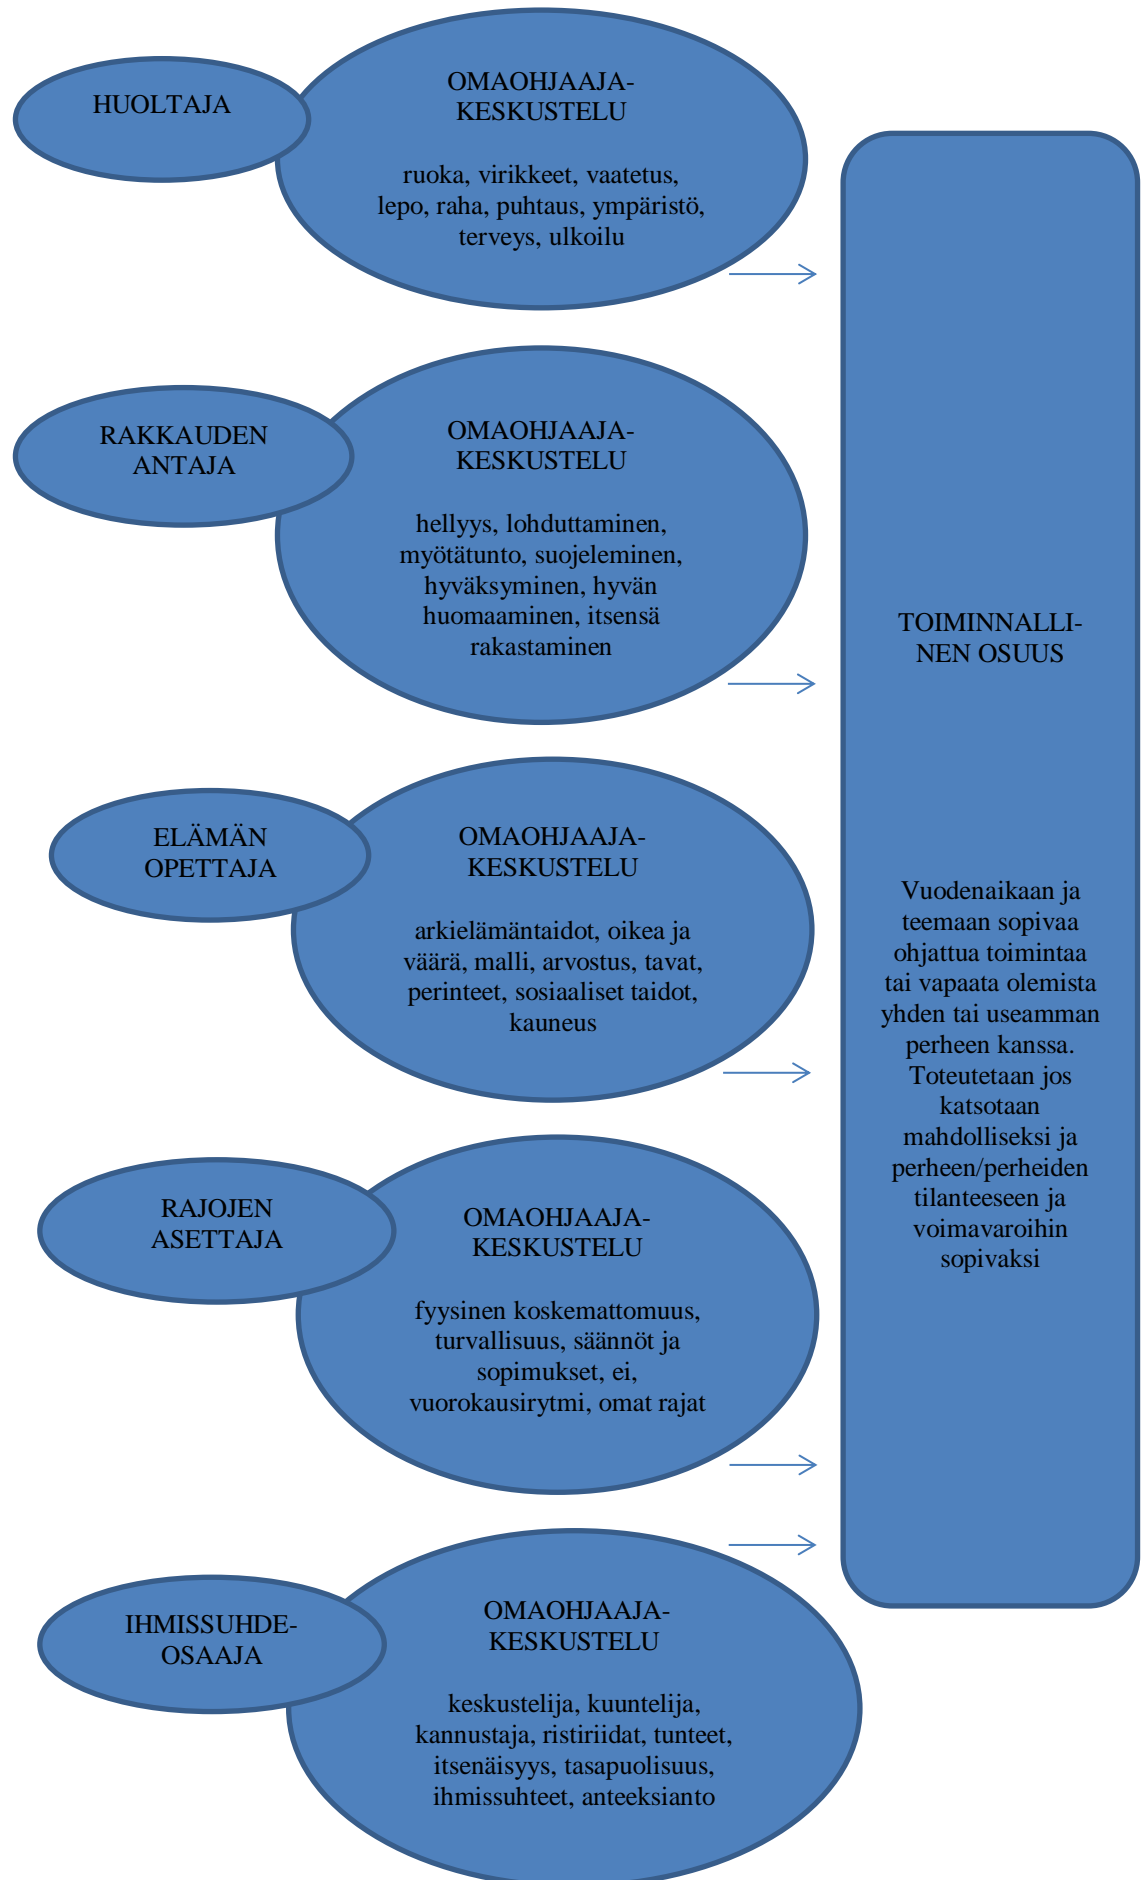 HUOLTAJA
OMAOHJAAJA-
KESKUSTELU
ruoka, virikkeet, vaatetus,
lepo, raha, puhtaus, ympäristö,
terveys, ulkoilu
RAKKAUDEN
ANTAJA
OMAOHJAAJA-
KESKUSTELU
hellyys, lohduttaminen,
myötätunto, suojeleminen,
hyväksyminen, hyvän
huomaaminen, itsensä
rakastaminen
ELÄMÄN
OPETTAJA
OMAOHJAAJA-
KESKUSTELU
arkielämäntaidot, oikea ja
väärä, malli, arvostus, tavat,
perinteet, sosiaaliset taidot,
kauneus
RAJOJEN
ASETTAJA
OMAOHJAAJA-
KESKUSTELU
fyysinen koskemattomuus,
turvallisuus, säännöt ja
sopimukset, ei,
vuorokausirytmi, omat rajat
IHMISSUHDE-
OSAAJA
OMAOHJAAJA-
KESKUSTELU
keskustelija, kuuntelija,
kannustaja, ristiriidat, tunteet,
itsenäisyys, tasapuolisuus,
ihmissuhteet, anteeksianto
TOIMINNALLI-
NEN OSUUS
Vuodenaikaan ja
teemaan sopivaa
ohjattua toimintaa
tai vapaata olemista
yhden tai useamman
perheen kanssa.
Toteutetaan jos
katsotaan
mahdolliseksi ja
perheen/perheiden
tilanteeseen ja
voimavaroihin
sopivaksi